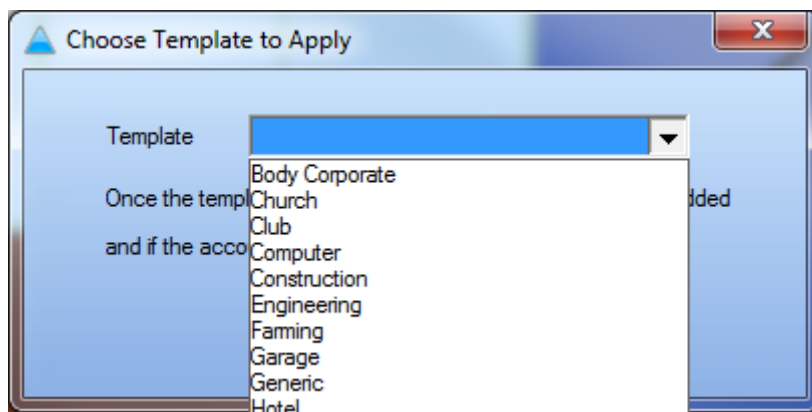 Choose Template to Apply
Template
Body Corporate
Once the templ
Church
dded
Club
and if the acco
Computer
Construction
Engineering
Farming
Garage
Generic
Hotel